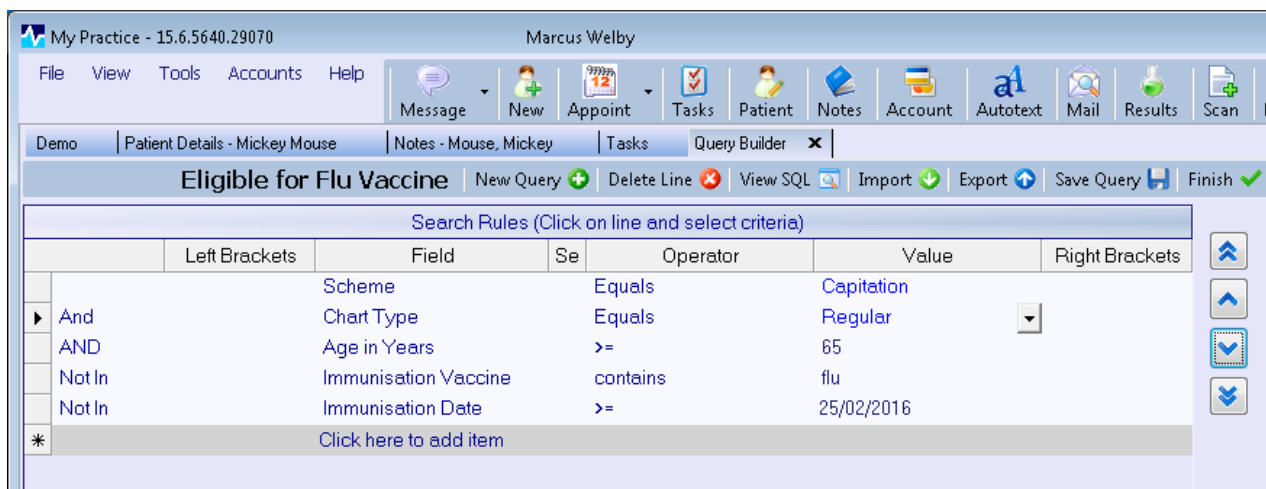 My Practice - 15.6.5640.29070 Marcus Welby
File View Tools Accounts Help
Message New Appoint Tasks Patient Notes Account Autotext Mail Results Scan
Demo Patient Details - Mickey Mouse Notes - Mouse, Mickey Tasks Query Builder
Eligible for Flu Vaccine New Query Delete Line View SQL Import Export Save Query Finish
Search Rules (Click on line and select criteria)
Left Brackets Field Se Operator Value Right Brackets
Scheme Equals Capitation
And Chart Type Equals Regular
AND Age in Years >= 65
Not In Immunisation Vaccine contains flu
Not In Immunisation Date >= 25/02/2016
* Click here to add item